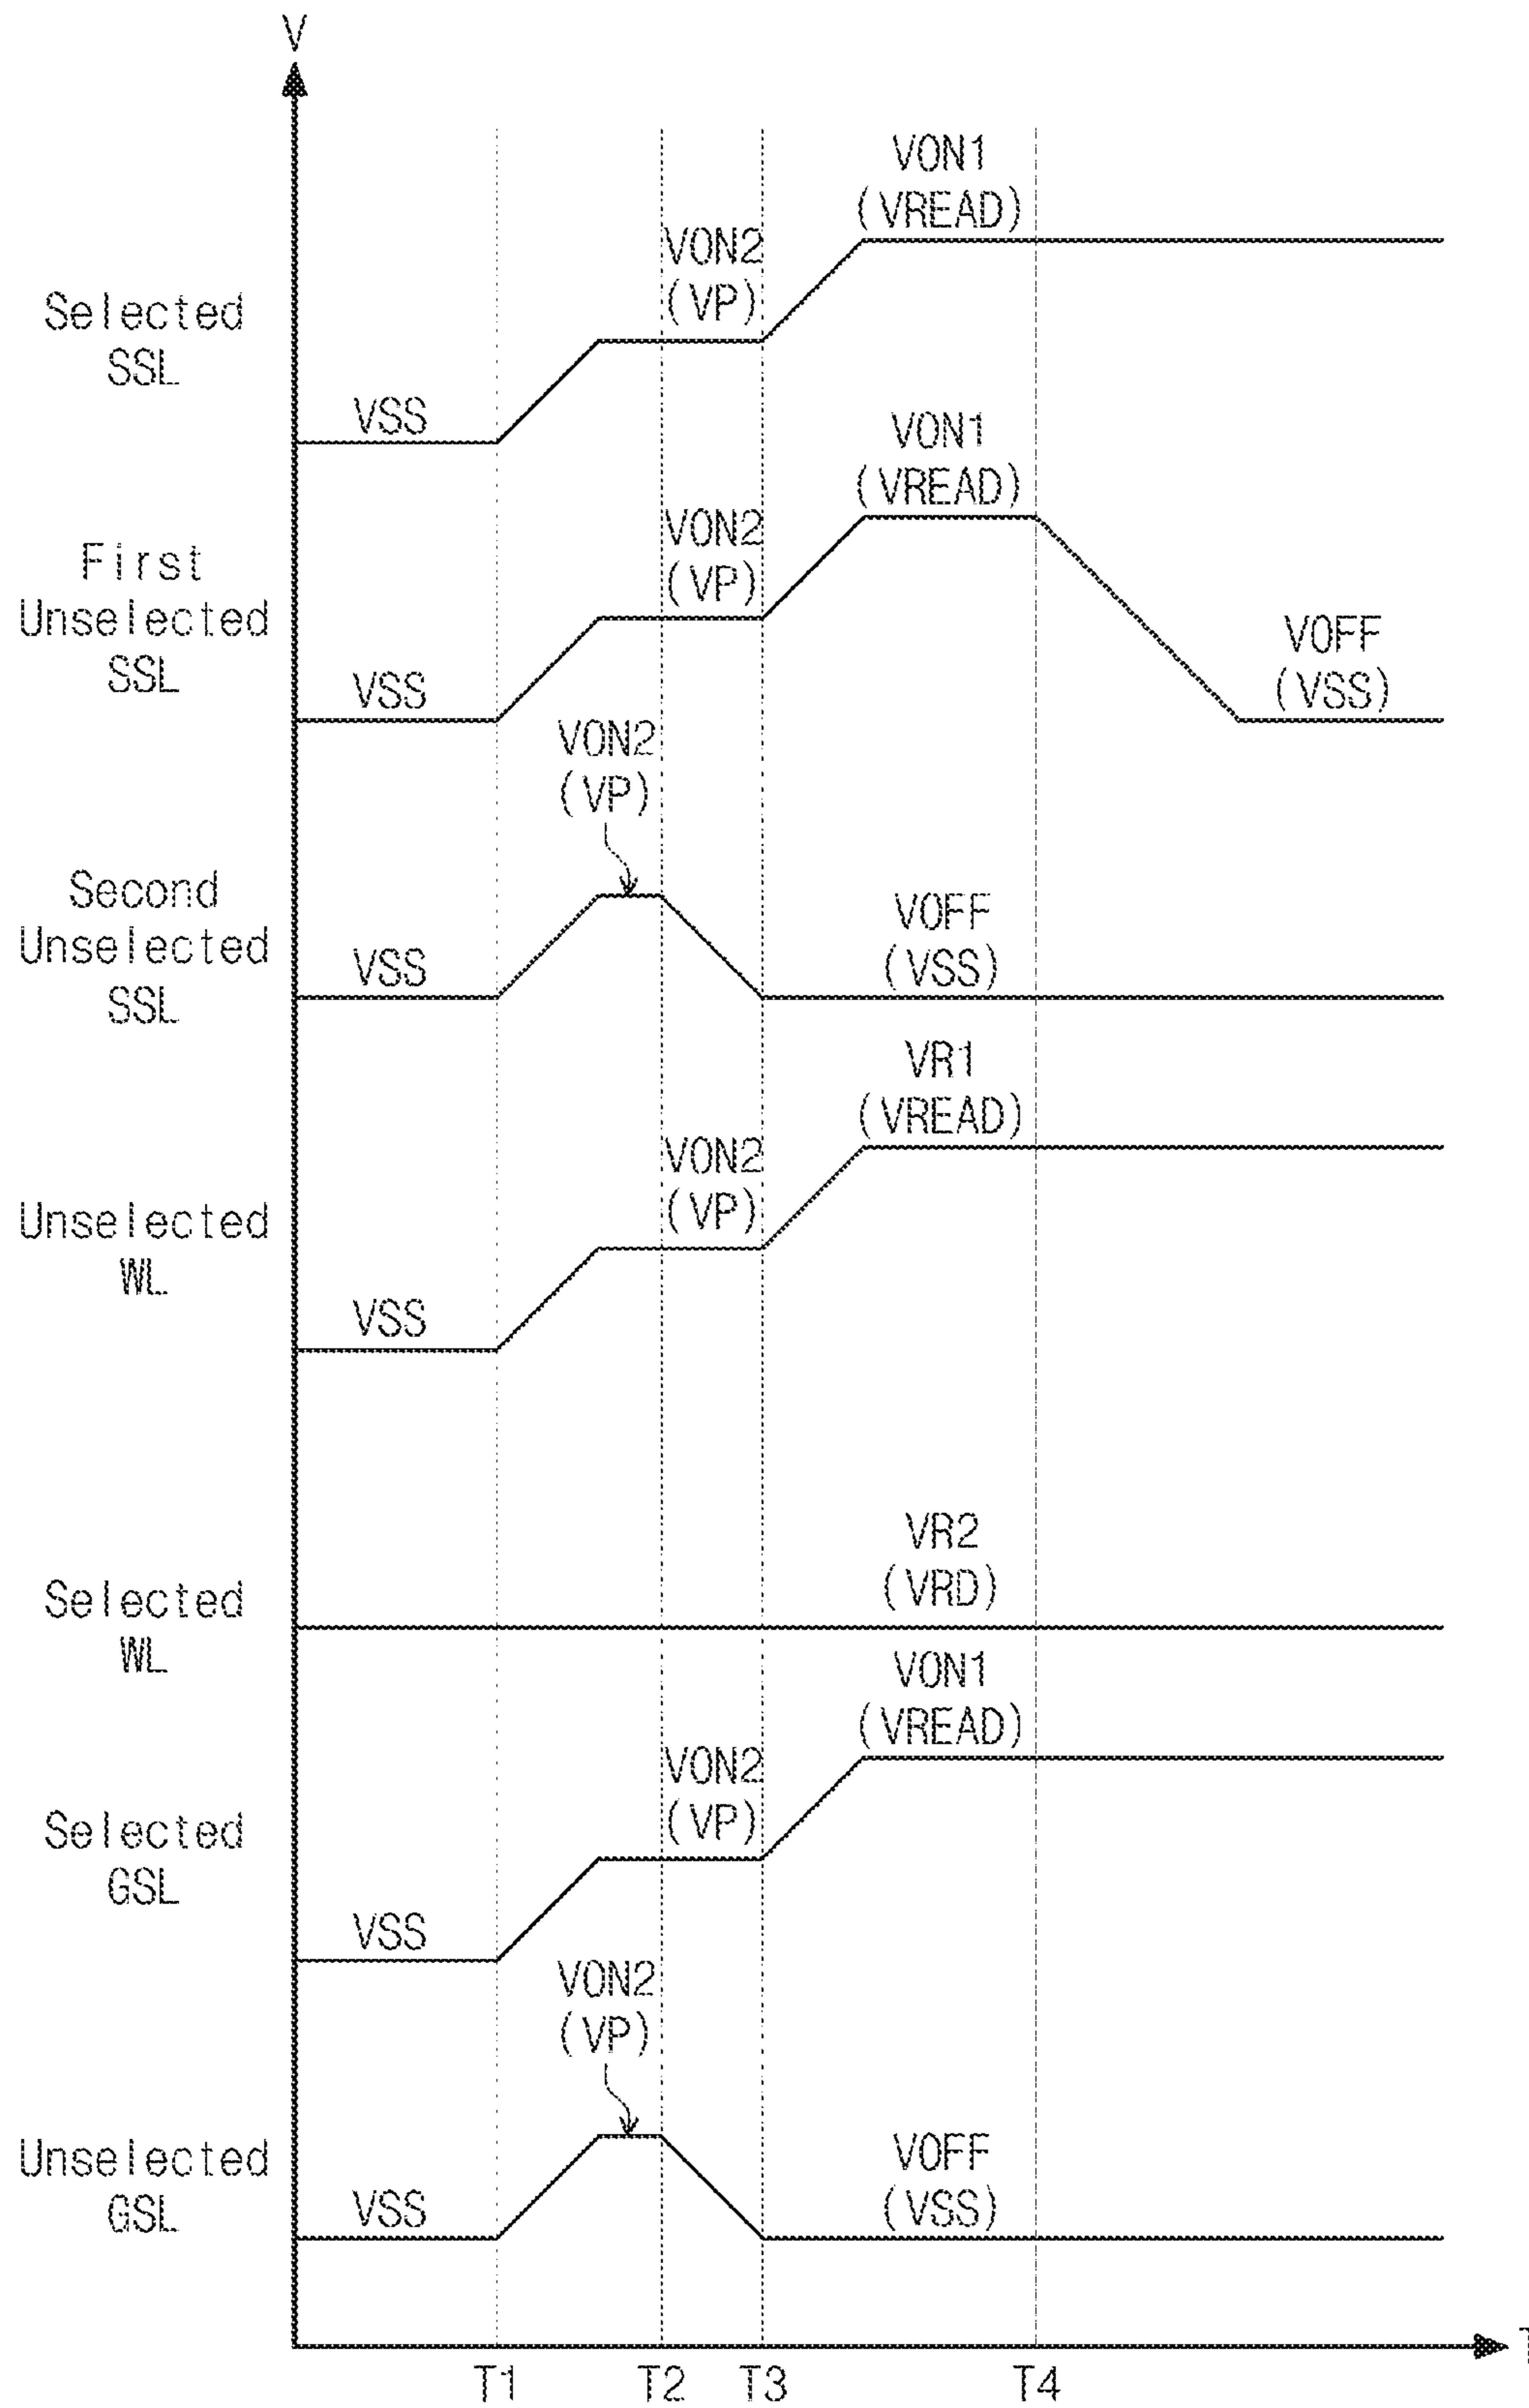 V
VON1
(VREAD)
VON2
(VP)
Selected
SSL
VSS
VON1
(VREAD)
VON2
(VP)
First
Unselected
SSL
VSS
VOFF
(VSS)
VON2
(VP)
Second
Unselected
SSL
VSS
VOFF
(VSS)
VR1
(VREAD)
VON2
(VP)
Unselected
WL
VSS
VR2
(VRD)
Selected
WL
VON1
(VREAD)
VON2
(VP)
Selected
GSL
VSS
VON2
(VP)
Unselected
GSL
VSS
VOFF
(VSS)
T
T1 T2 T3 T4